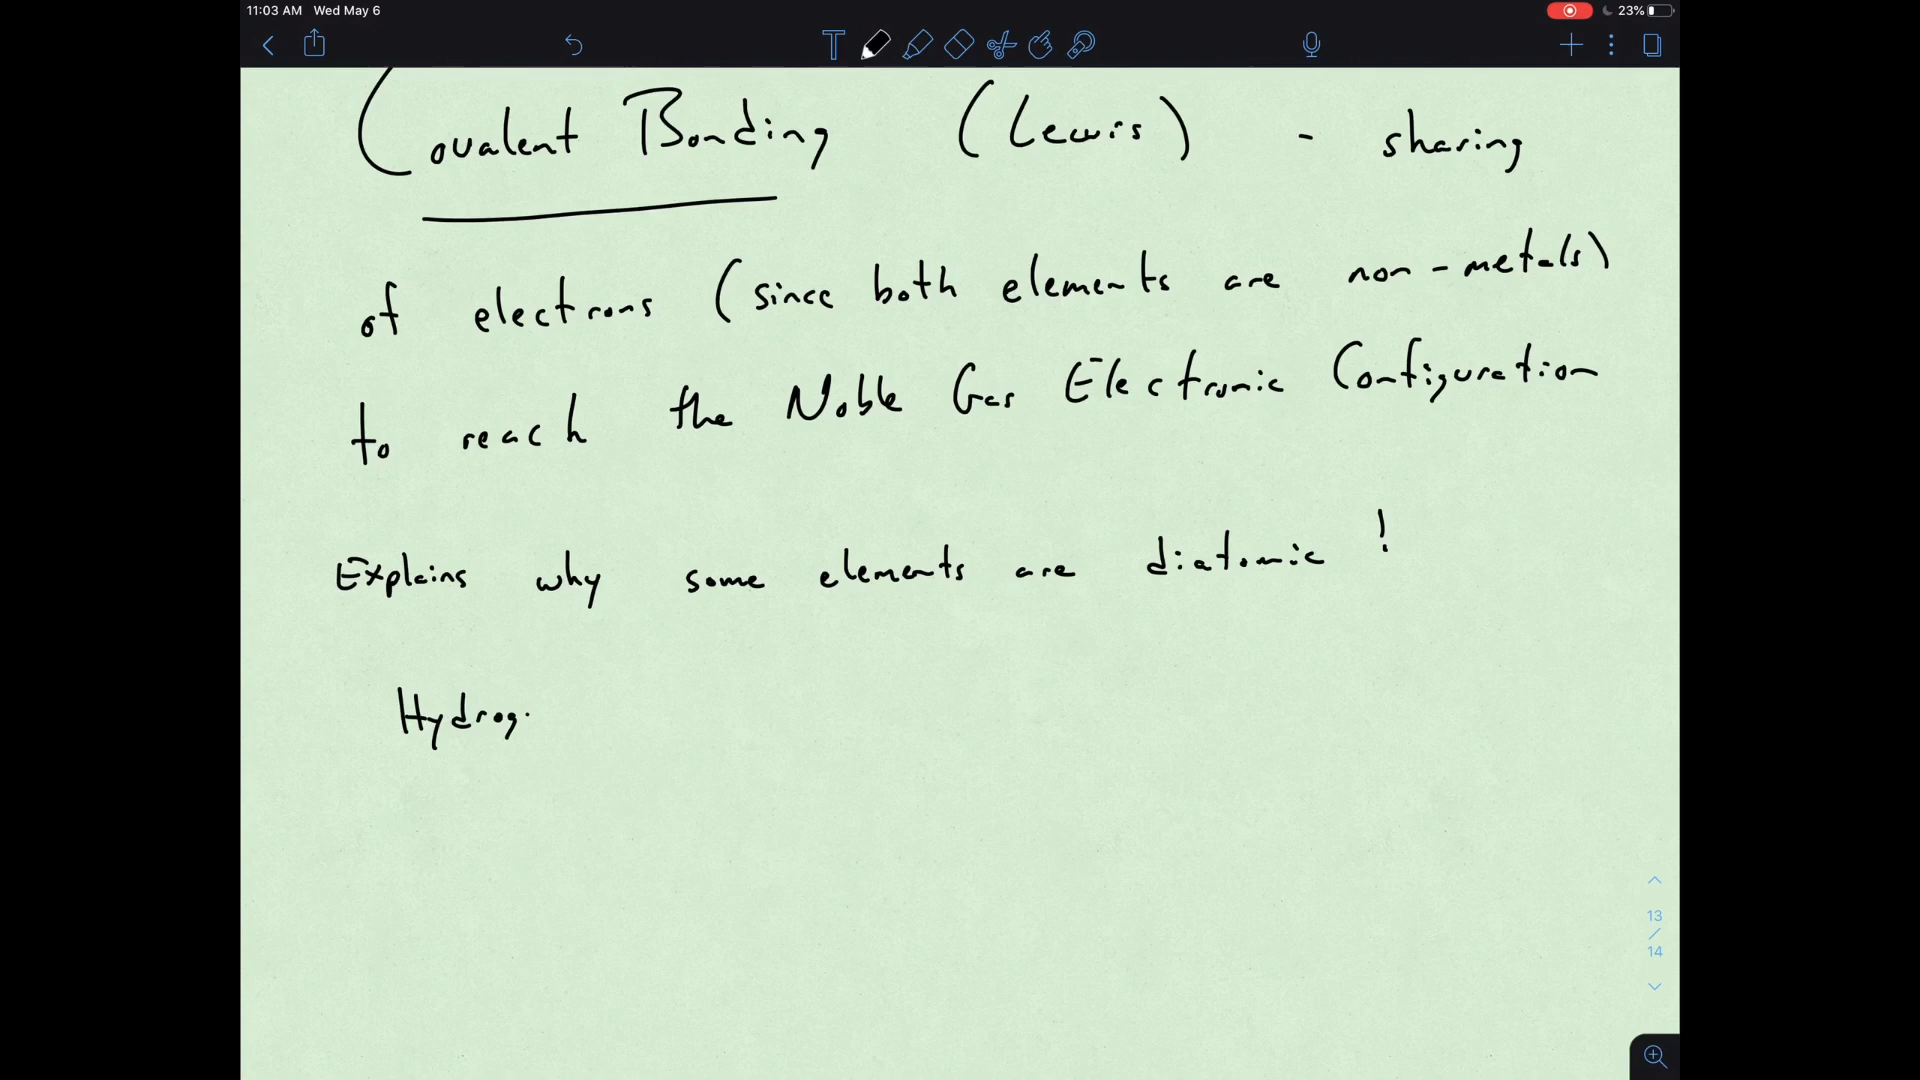 11:03 AM Wed May 6
23%
Covalent Bonding (Lewis) - sharing
of electrons (since both elements are non-metals)
to reach the Noble Gas Electronic Configuration
Explains why some elements are diatomic !
Hydrog
13
/
14